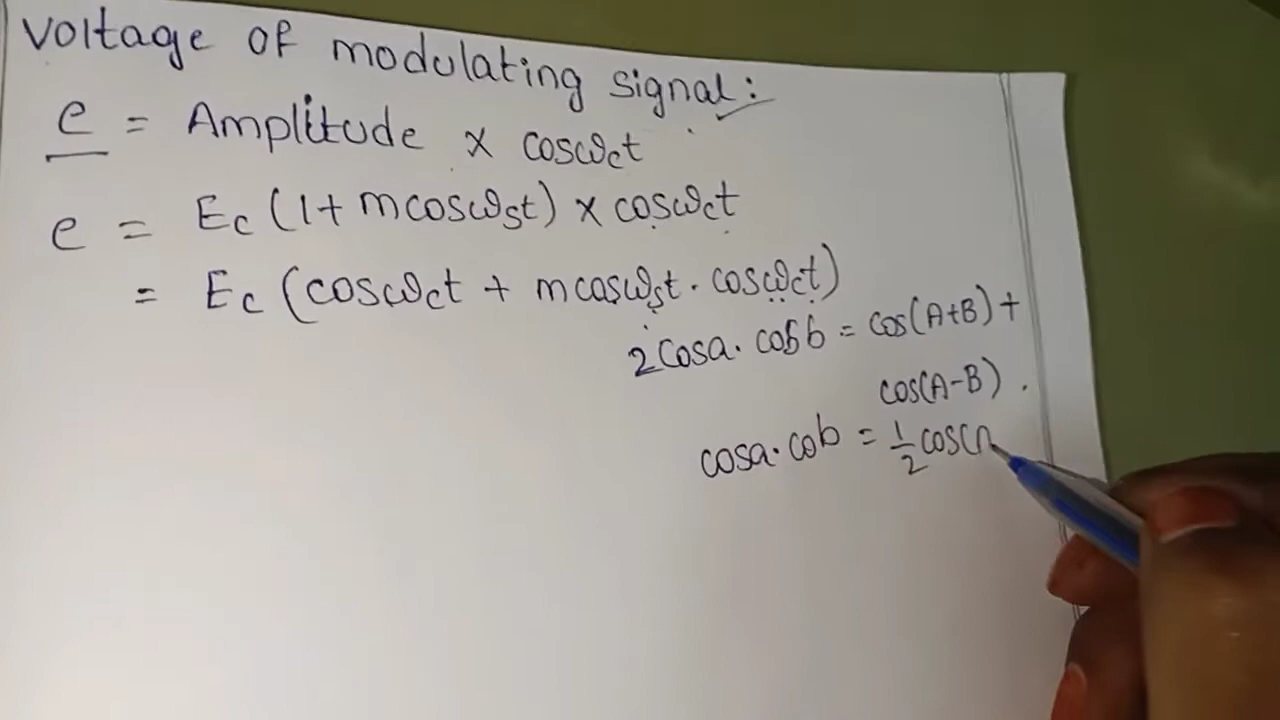 Voltage of modulating signal:
e = Amplitude × cosωct
e = Ec (1+ mcosωst) × cosωct
= Ec (cosωct + mcosωst · cosωct)
2cosa. cosb = cos(A+B) +
cos(A-B) .
cosa. cob = 1/2 cos(